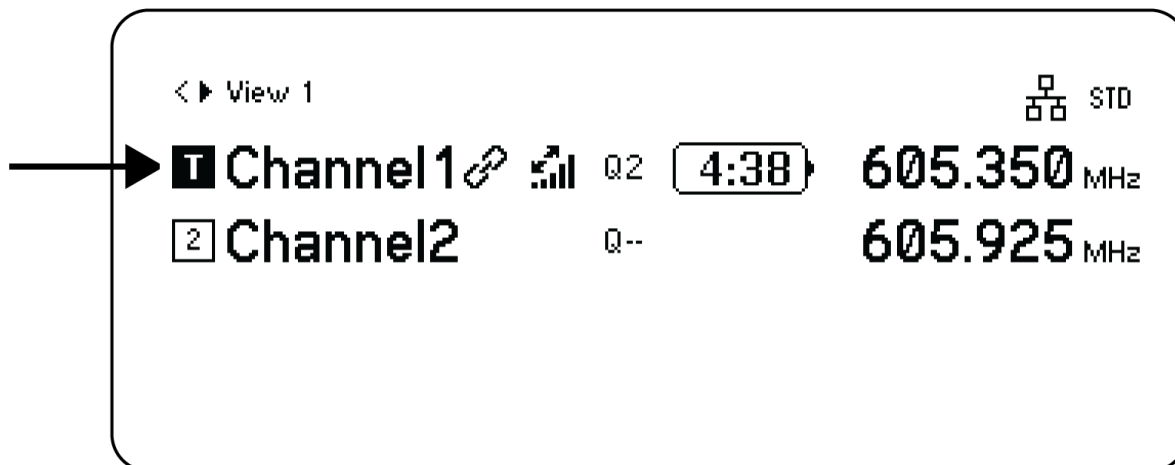 View 1
STD
T Channel1 Q2 4:38 605.350 MHz
2 Channel2 Q-- 605.925 MHz